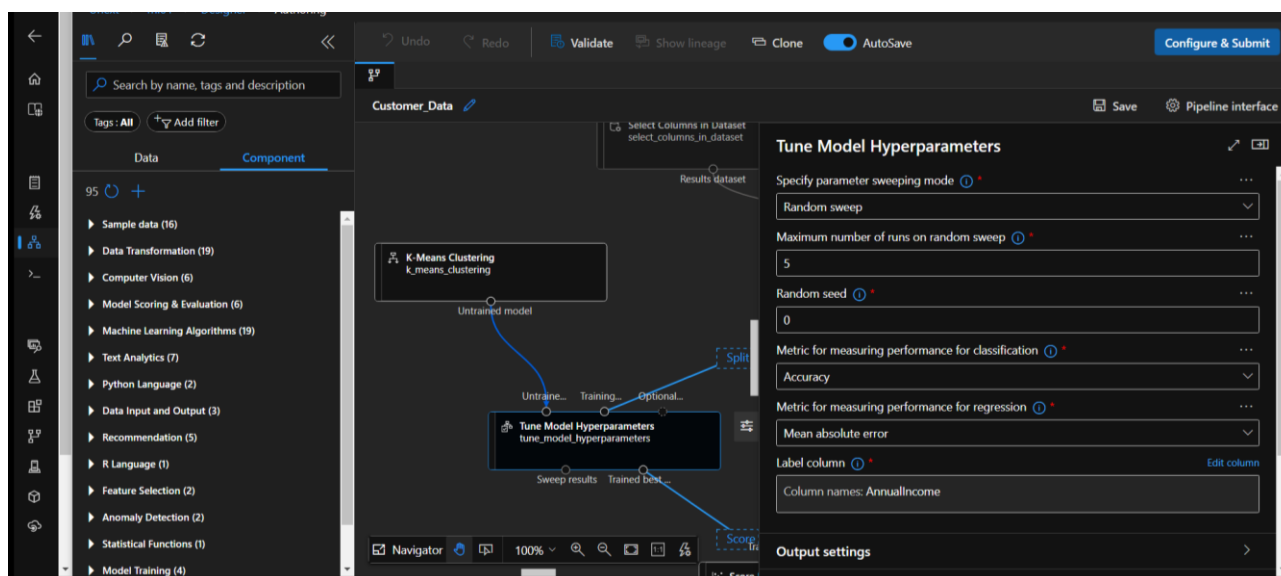 Undo
Redo
Validate
Show lineage
Clone
AutoSave
Configure & Submit
Search by name, tags and description
Tags : All
Add filter
Data
Component
95
Sample data (16)
Data Transformation (19)
Computer Vision (6)
Model Scoring & Evaluation (6)
Machine Learning Algorithms (19)
Text Analytics (7)
Python Language (2)
Data Input and Output (3)
Recommendation (5)
R Language (1)
Feature Selection (2)
Anomaly Detection (2)
Statistical Functions (1)
Model Training (4)
Customer_Data
Save
Pipeline interface
Select Columns in Dataset
select_columns_in_dataset
Results dataset
K-Means Clustering
k_means_clustering
Untrained model
Split
Untraine... Training... Optional...
Tune Model Hyperparameters
tune_model_hyperparameters
Sweep results Trained best ...
Score
Navigator
100%
1:1
Tune Model Hyperparameters
Specify parameter sweeping mode *
Random sweep
Maximum number of runs on random sweep *
5
Random seed *
0
Metric for measuring performance for classification *
Accuracy
Metric for measuring performance for regression *
Mean absolute error
Label column *
Edit column
Column names: AnnualIncome
Output settings